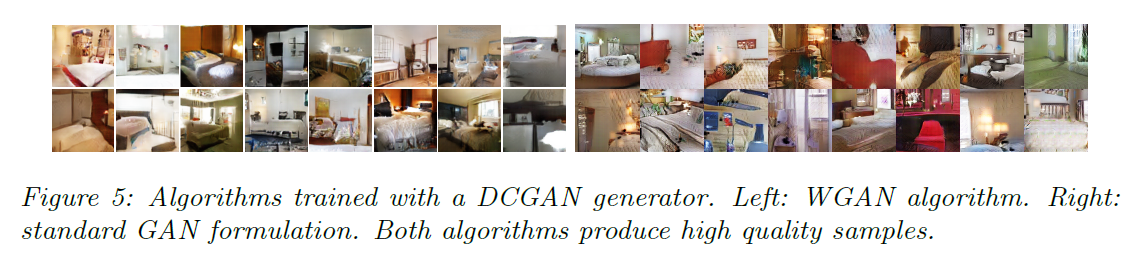 Figure 5: Algorithms trained with a DCGAN generator. Left: WGAN algorithm. Right:
standard GAN formulation. Both algorithms produce high quality samples.